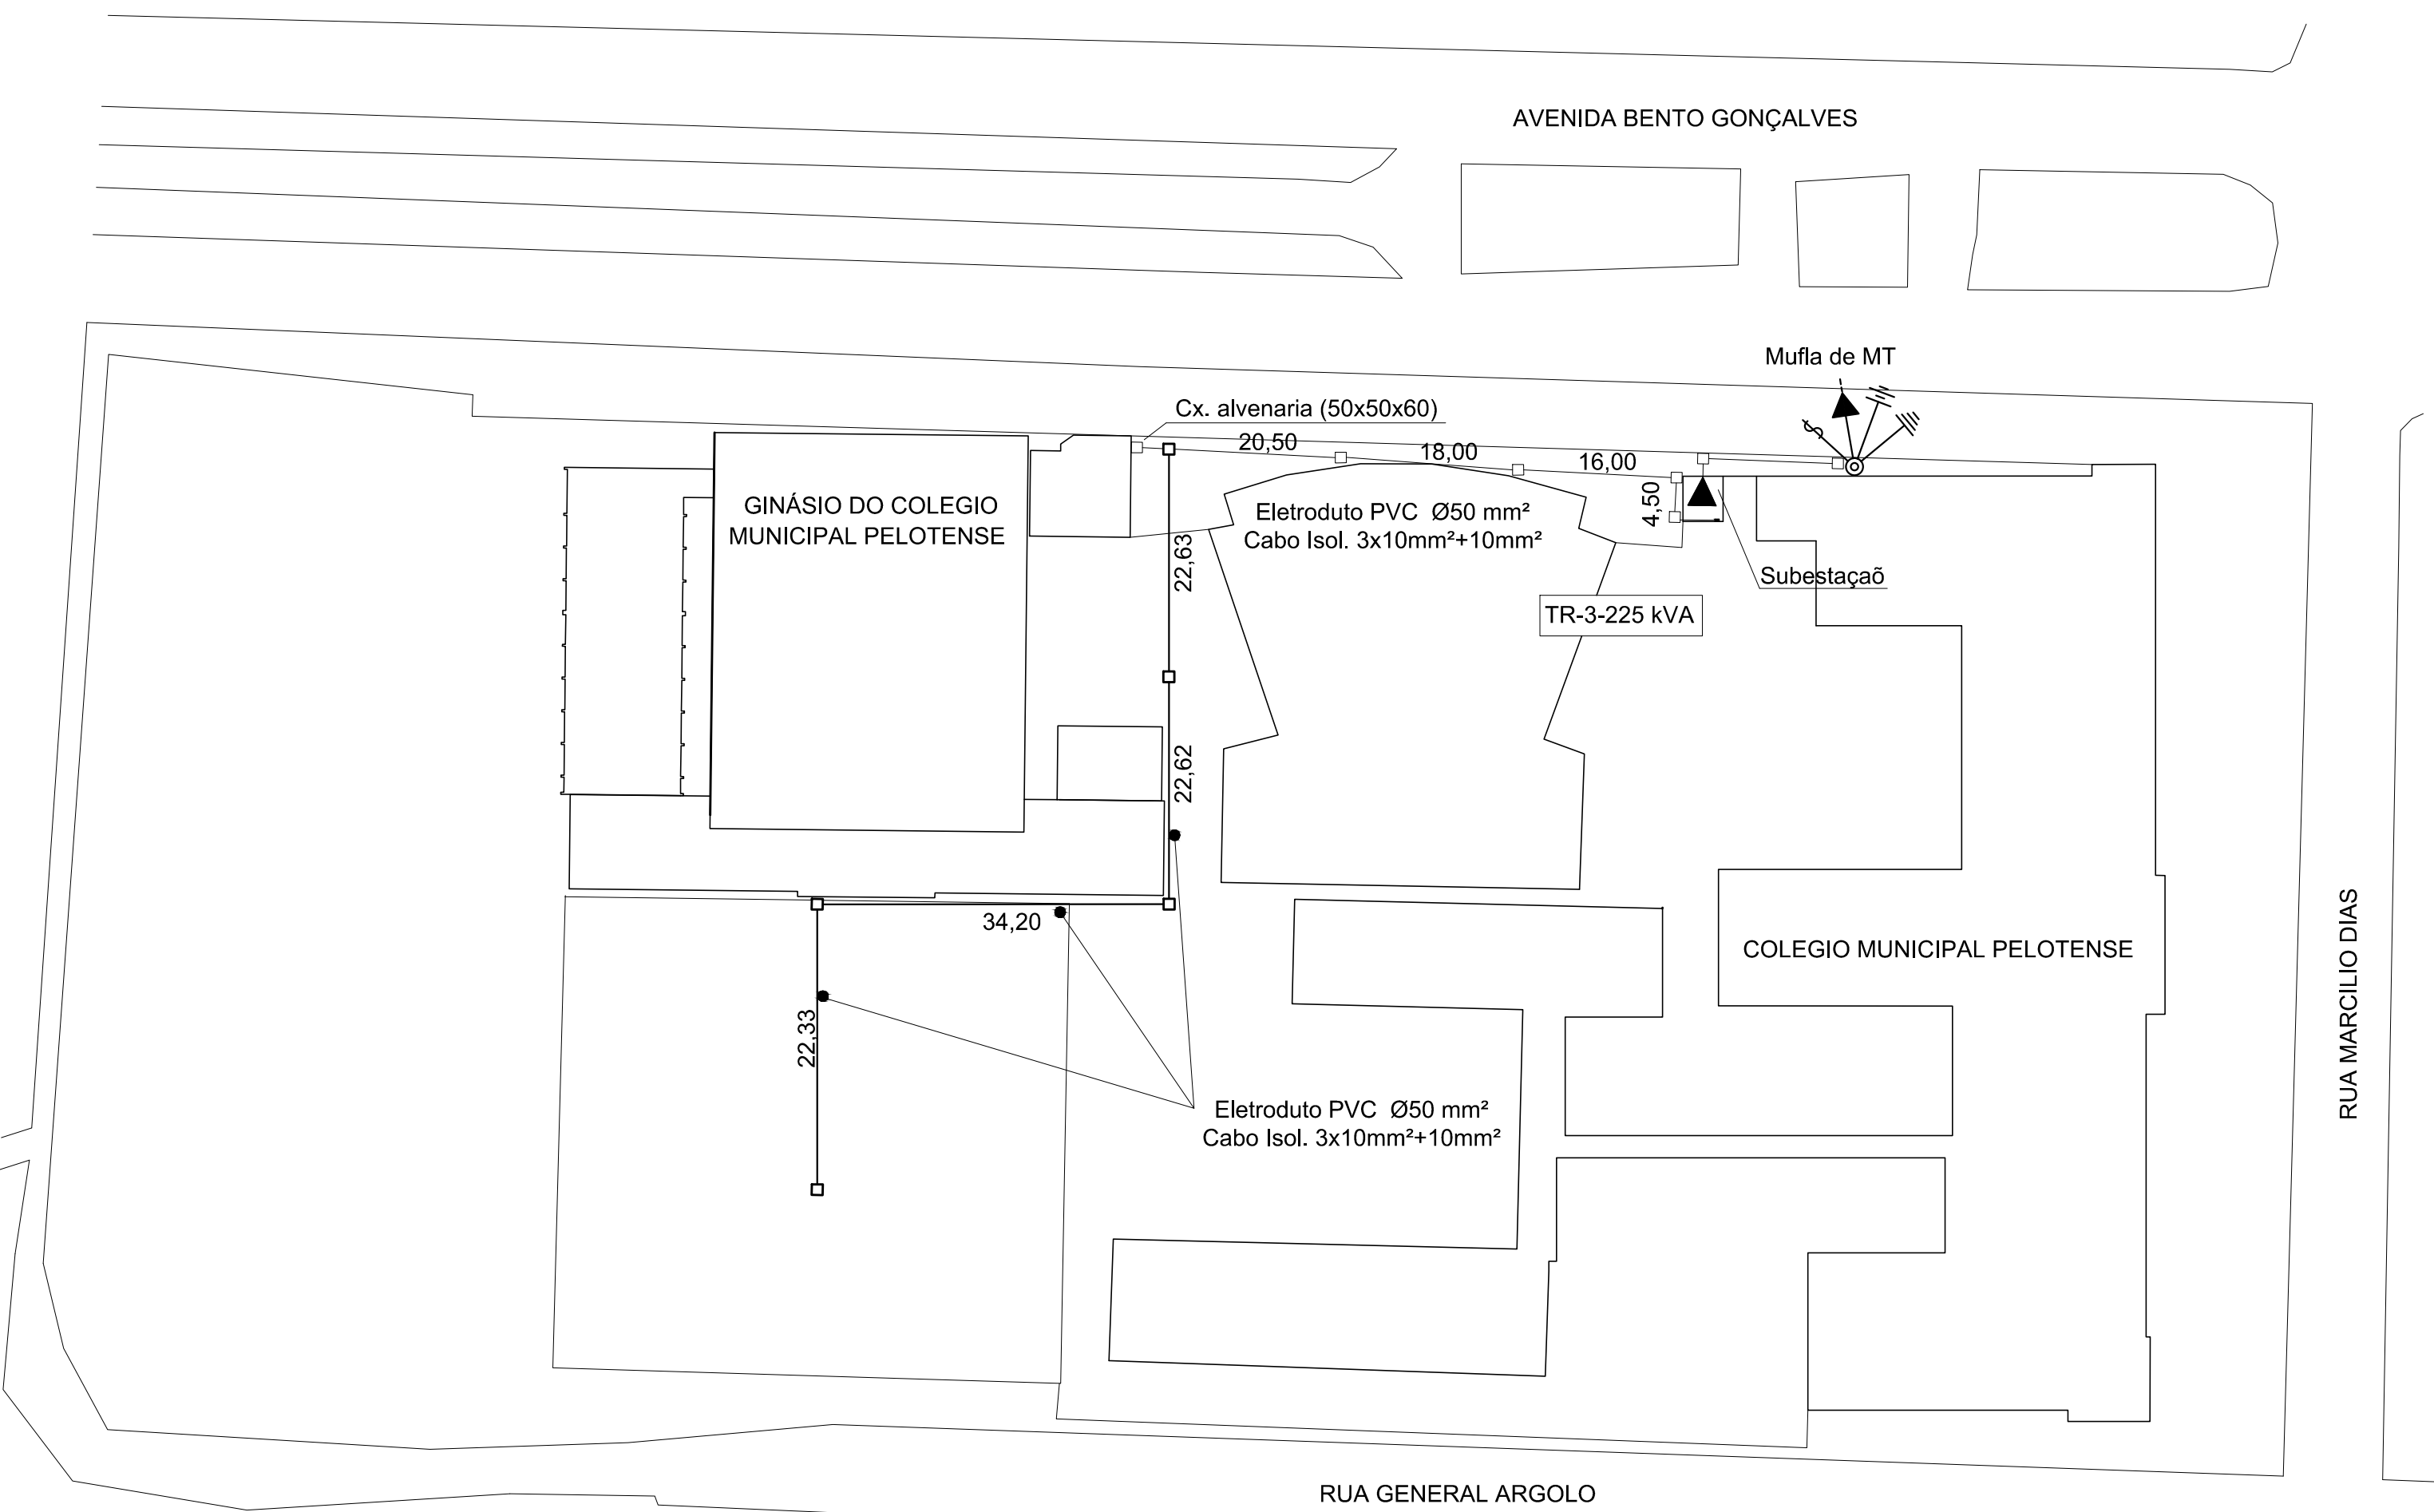 AVENIDA BENTO GONÇALVES
Mufla de MT
Cx. alvenaria (50x50x60)
20,50
18,00
16,00
4,50
GINÁSIO DO COLEGIO
MUNICIPAL PELOTENSE
Eletroduto PVC Ø50 mm²
Cabo Isol. 3x10mm²+10mm²
22,63
Subestaçaõ
TR-3-225 kVA
22,62
34,20
COLEGIO MUNICIPAL PELOTENSE
RUA MARCILIO DIAS
22,33
Eletroduto PVC Ø50 mm²
Cabo Isol. 3x10mm²+10mm²
RUA GENERAL ARGOLO